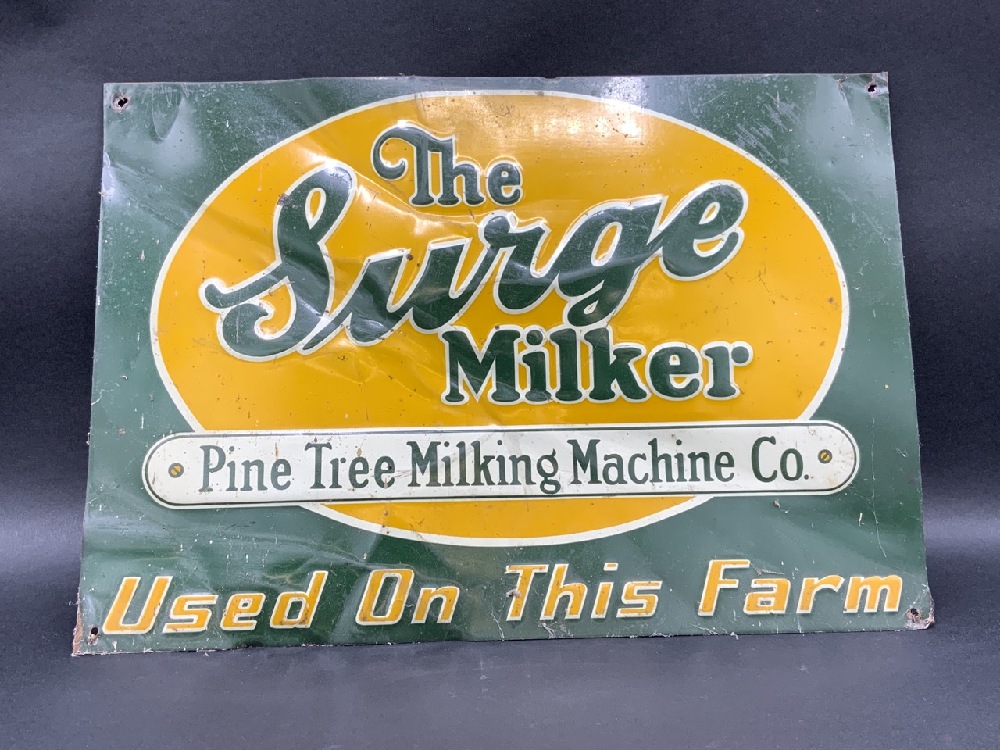 The
Surge
Milker
Pine Tree Milking Machine Co.
Used On This Farm